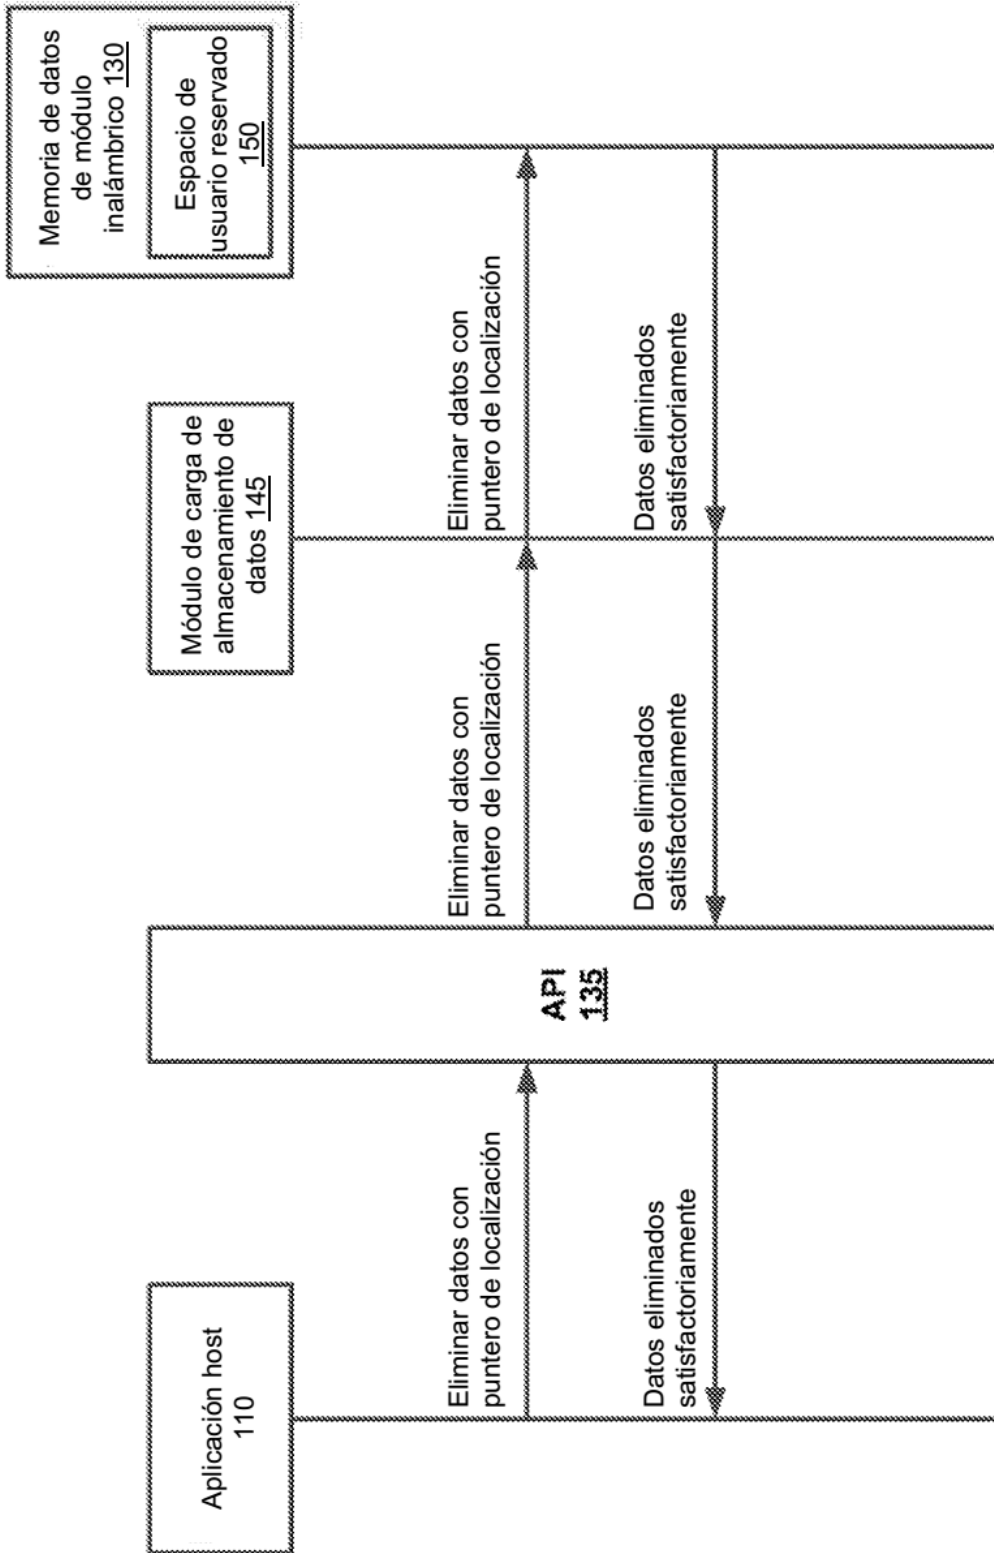 Aplicación host
110
API
135
Módulo de carga de
almacenamiento de
datos 145
Memoria de datos
de módulo
inalámbrico 130
Espacio de
usuario reservado
150
Eliminar datos con
puntero de localización
Eliminar datos con
puntero de localización
Eliminar datos con
puntero de localización
Datos eliminados
satisfactoriamente
Datos eliminados
satisfactoriamente
Datos eliminados
satisfactoriamente